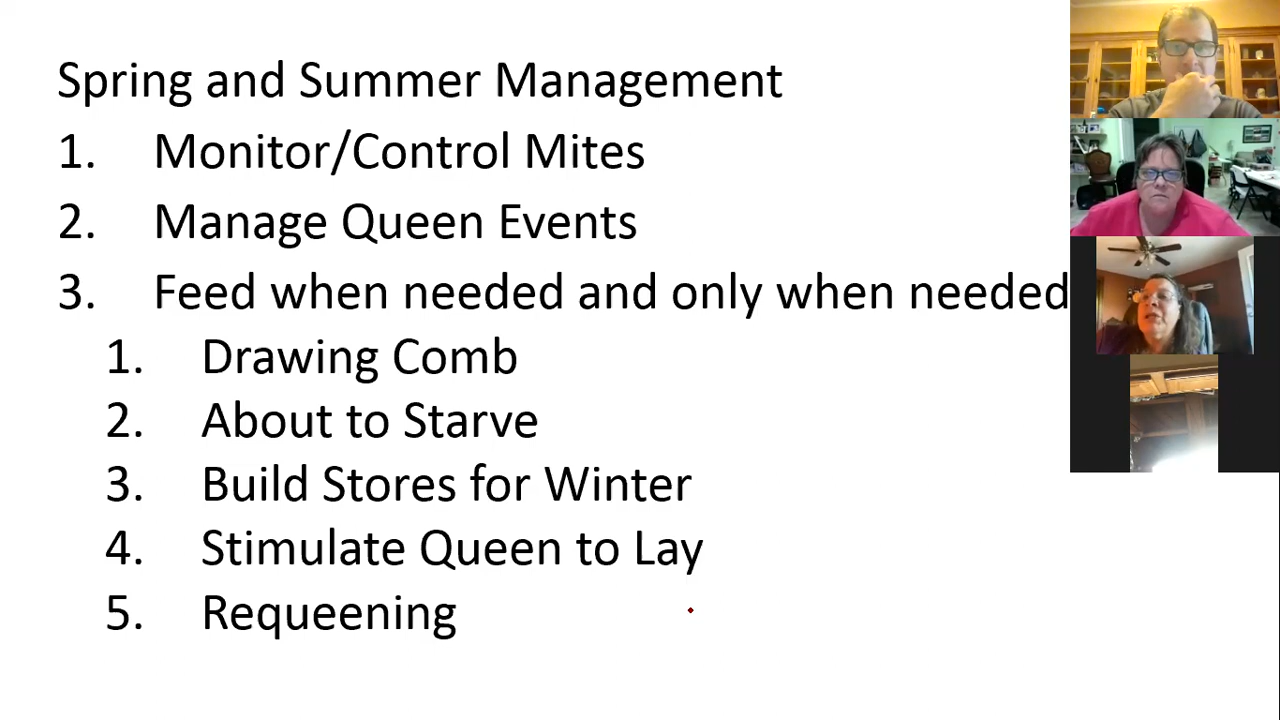 Spring and Summer Management
1. Monitor/Control Mites
2. Manage Queen Events
3. Feed when needed and only when needed
1. Drawing Comb
2. About to Starve
3. Build Stores for Winter
4. Stimulate Queen to Lay
5. Requeening